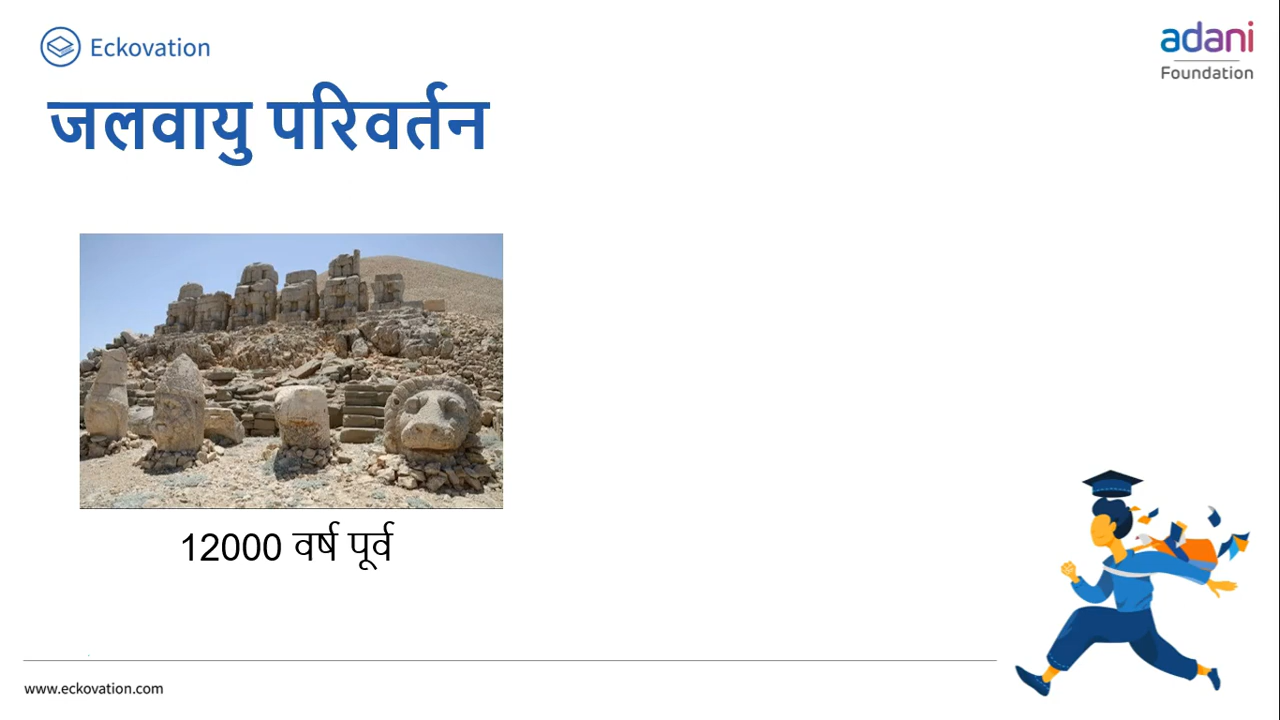 Eckovation
adani
Foundation
जलवायु परिवर्तन
12000 वर्ष पूर्व
www.eckovation.com